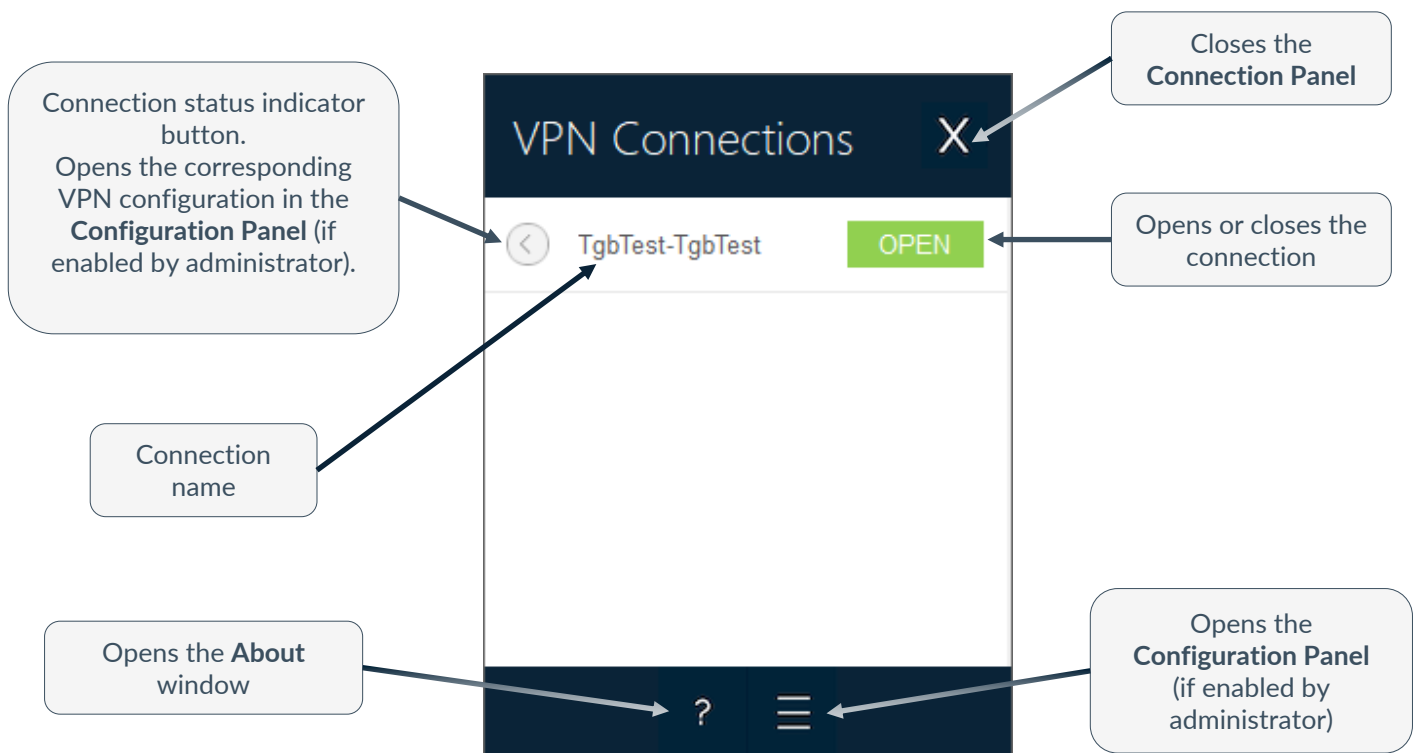 Closes the
Connection Panel
Connection status indicator
button.
Opens the corresponding
VPN configuration in the
Configuration Panel (if
enabled by administrator).
VPN Connections X
TgbTest-TgbTest OPEN
Opens or closes the
connection
Connection
name
Opens the About
window
Opens the
Configuration Panel
(if enabled by
administrator)
?